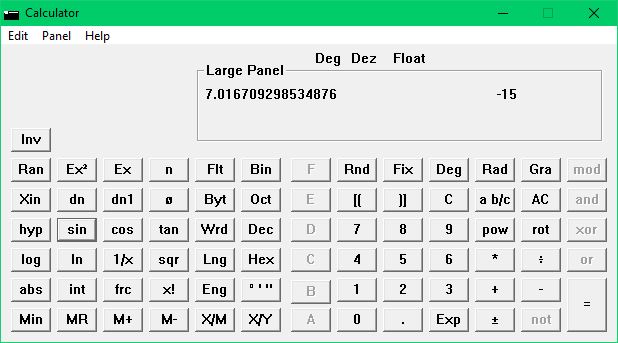 Calculator
Edit Panel Help
Deg Dez Float
Large Panel
7.016709298534876 -15
Inv
Ran Ex² Ex n Flt Bin F Rnd Fix Deg Rad Gra mod
Xin dn dn1 ø Byt Oct E [( )] C a b/c AC and
hyp sin cos tan Wrd Dec D 7 8 9 pow rot xor
log ln 1/x sqr Lng Hex C 4 5 6 * ÷ or
abs int frc x! Eng °'" B 1 2 3 + - =
Min MR M+ M- X/M X/Y A 0 . Exp ± not